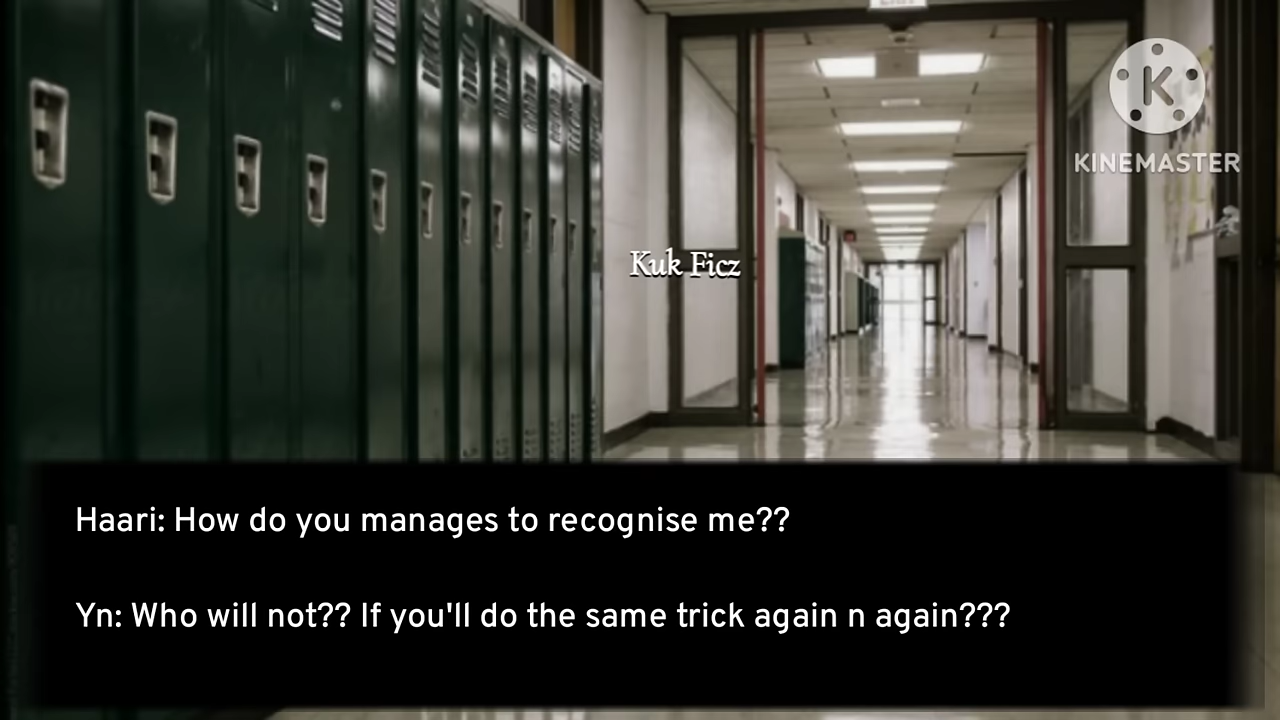 KINEMASTER
Kuk Ficz
Haari: How do you manages to recognise me??
Yn: Who will not?? If you'll do the same trick again n again???